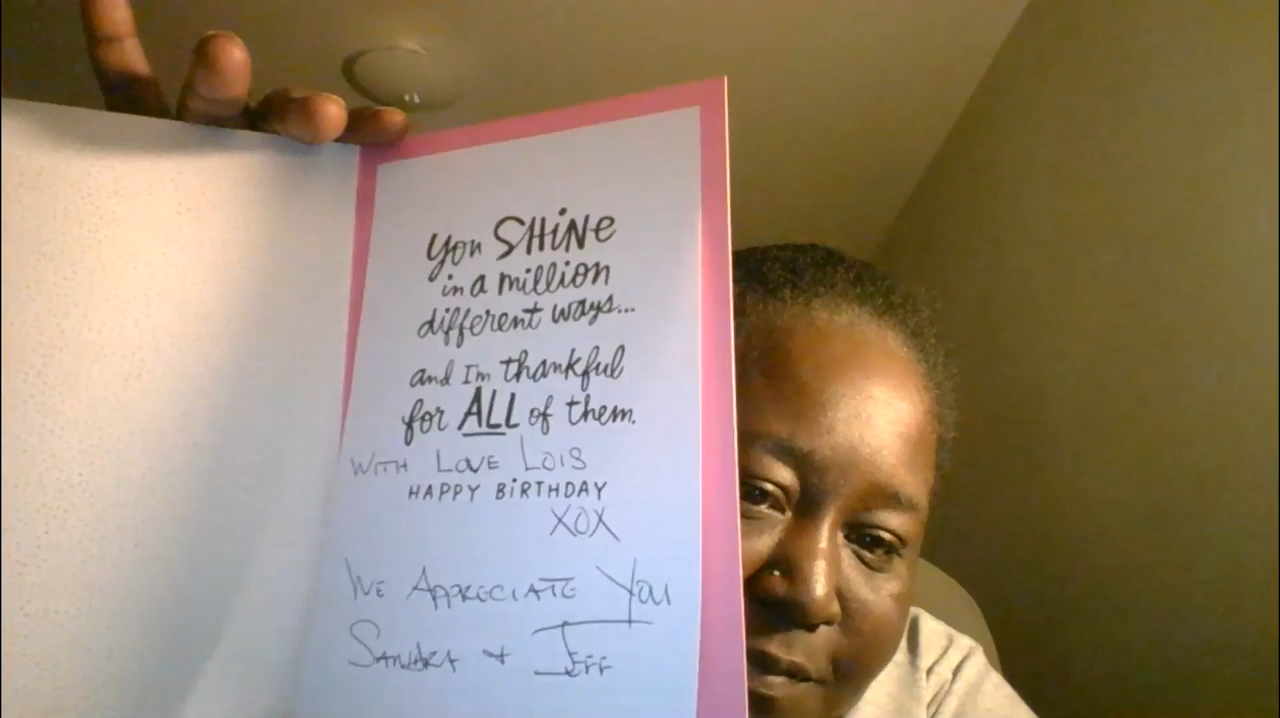 you SHiNE
in a million
different ways...
and I'm thankful
for ALL of them.
WITH LOVE LOIS
HAPPY BiRTHDAY
XOX
WE APPRECIATE YOU
SANDRA + JEFF